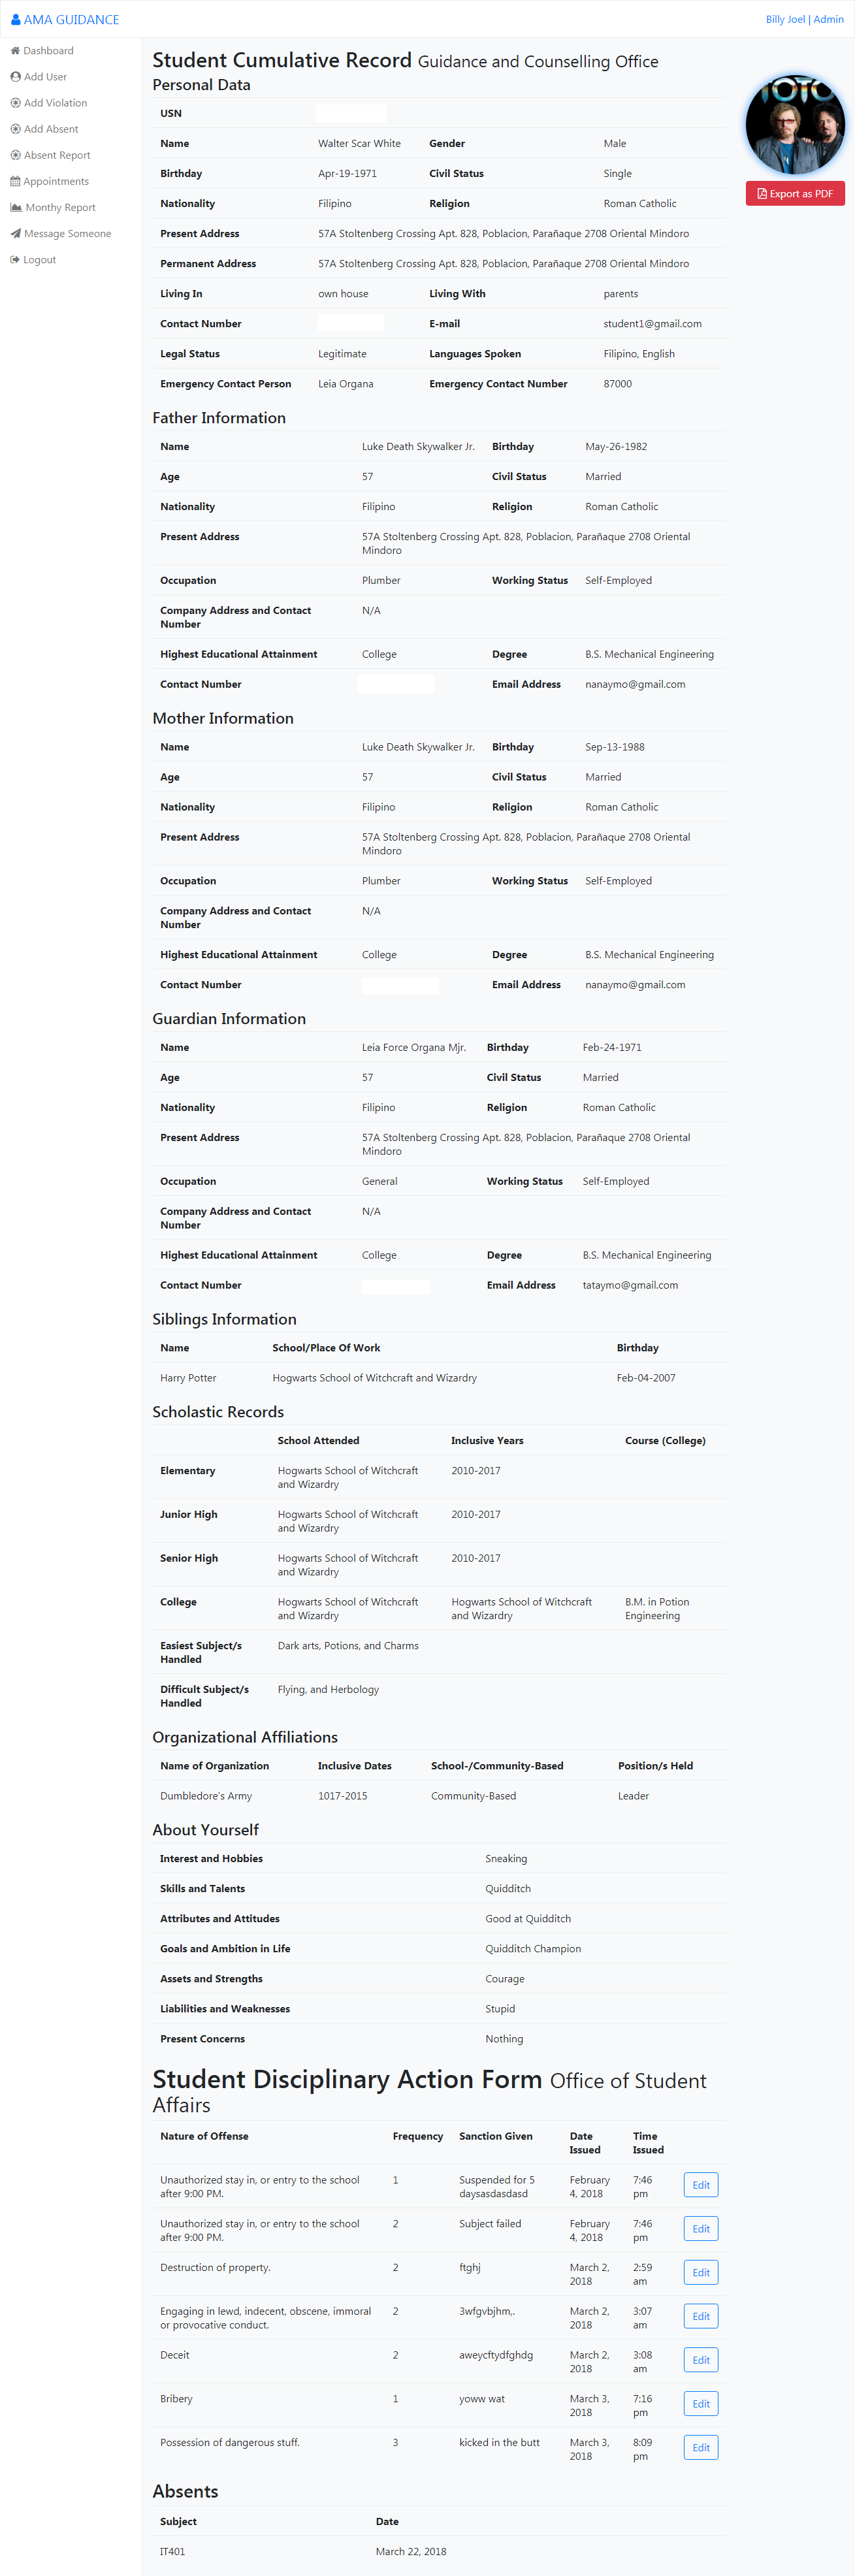 AMA GUIDANCE
Billy Joel | Admin
Dashboard
Add User
Add Violation
Add Absent
Absent Report
Appointments
Monthy Report
Message Someone
Logout
Student Cumulative Record Guidance and Counselling Office
Personal Data
USN
Name Walter Scar White Gender Male
Birthday Apr-19-1971 Civil Status Single
Nationality Filipino Religion Roman Catholic
Present Address 57A Stoltenberg Crossing Apt. 828, Poblacion, Parañaque 2708 Oriental Mindoro
Permanent Address 57A Stoltenberg Crossing Apt. 828, Poblacion, Parañaque 2708 Oriental Mindoro
Living In own house Living With parents
Contact Number E-mail student1@gmail.com
Legal Status Legitimate Languages Spoken Filipino, English
Emergency Contact Person Leia Organa Emergency Contact Number 87000
TOTO
Export as PDF
Father Information
Name Luke Death Skywalker Jr. Birthday May-26-1982
Age 57 Civil Status Married
Nationality Filipino Religion Roman Catholic
Present Address 57A Stoltenberg Crossing Apt. 828, Poblacion, Parañaque 2708 Oriental
Mindoro
Occupation Plumber Working Status Self-Employed
Company Address and Contact N/A
Number
Highest Educational Attainment College Degree B.S. Mechanical Engineering
Contact Number Email Address nanaymo@gmail.com
Mother Information
Name Luke Death Skywalker Jr. Birthday Sep-13-1988
Age 57 Civil Status Married
Nationality Filipino Religion Roman Catholic
Present Address 57A Stoltenberg Crossing Apt. 828, Poblacion, Parañaque 2708 Oriental
Mindoro
Occupation Plumber Working Status Self-Employed
Company Address and Contact N/A
Number
Highest Educational Attainment College Degree B.S. Mechanical Engineering
Contact Number Email Address nanaymo@gmail.com
Guardian Information
Name Leia Force Organa Mjr. Birthday Feb-24-1971
Age 57 Civil Status Married
Nationality Filipino Religion Roman Catholic
Present Address 57A Stoltenberg Crossing Apt. 828, Poblacion, Parañaque 2708 Oriental
Mindoro
Occupation General Working Status Self-Employed
Company Address and Contact N/A
Number
Highest Educational Attainment College Degree B.S. Mechanical Engineering
Contact Number Email Address tataymo@gmail.com
Siblings Information
Name School/Place Of Work Birthday
Harry Potter Hogwarts School of Witchcraft and Wizardry Feb-04-2007
Scholastic Records
School Attended Inclusive Years Course (College)
Elementary Hogwarts School of Witchcraft 2010-2017
and Wizardry
Junior High Hogwarts School of Witchcraft 2010-2017
and Wizardry
Senior High Hogwarts School of Witchcraft 2010-2017
and Wizardry
College Hogwarts School of Witchcraft Hogwarts School of Witchcraft B.M. in Potion
and Wizardry and Wizardry Engineering
Easiest Subject/s Dark arts, Potions, and Charms
Handled
Difficult Subject/s Flying, and Herbology
Handled
Organizational Affiliations
Name of Organization Inclusive Dates School-/Community-Based Position/s Held
Dumbledore's Army 1017-2015 Community-Based Leader
About Yourself
Interest and Hobbies Sneaking
Skills and Talents Quidditch
Attributes and Attitudes Good at Quidditch
Goals and Ambition in Life Quidditch Champion
Assets and Strengths Courage
Liabilities and Weaknesses Stupid
Present Concerns Nothing
Student Disciplinary Action Form Office of Student
Affairs
Nature of Offense Frequency Sanction Given Date Time
Issued Issued
Unauthorized stay in, or entry to the school 1 Suspended for 5 February 7:46 Edit
after 9:00 PM. daysasdasdasd 4, 2018 pm
Unauthorized stay in, or entry to the school 2 Subject failed February 7:46 Edit
after 9:00 PM. 4, 2018 pm
Destruction of property. 2 ftghj March 2, 2:59 Edit
2018 am
Engaging in lewd, indecent, obscene, immoral 2 3wfgvbjhm,. March 2, 3:07 Edit
or provocative conduct. 2018 am
Deceit 2 aweycftydfghdg March 2, 3:08 Edit
2018 am
Bribery 1 yoww wat March 3, 7:16 Edit
2018 pm
Possession of dangerous stuff. 3 kicked in the butt March 3, 8:09 Edit
2018 pm
Absents
Subject Date
IT401 March 22, 2018